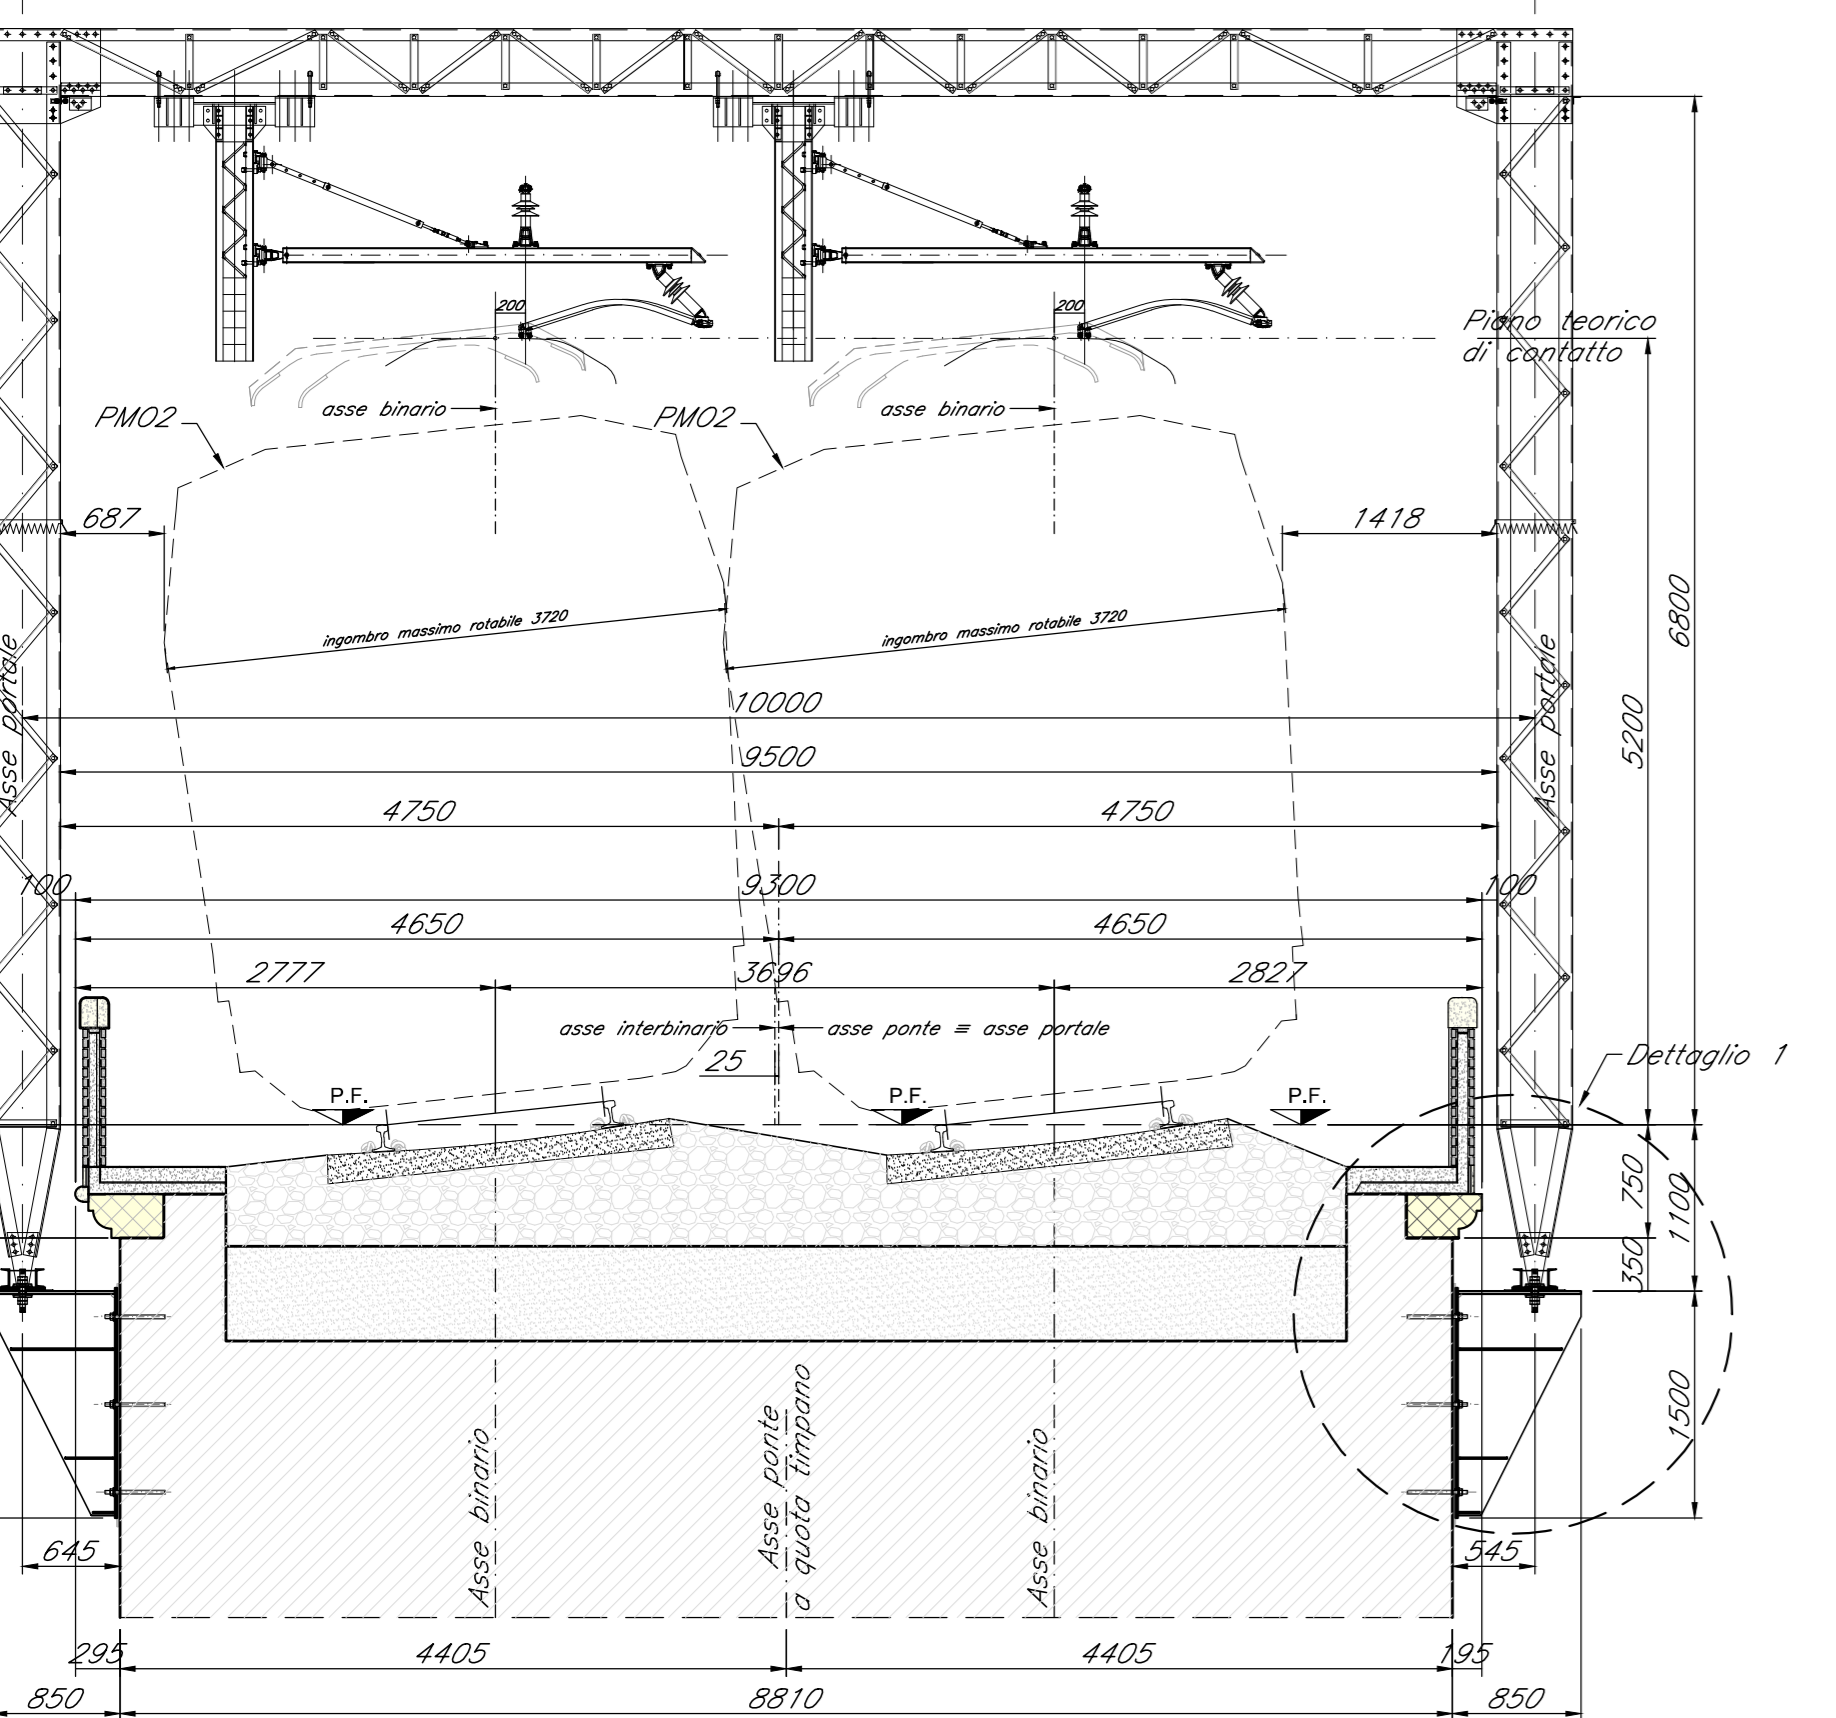 200
200
Piano teorico
di contatto
asse binario
asse binario
PMO2
PMO2
687
1418
ingombro massimo rotabile 3720
ingombro massimo rotabile 3720
6800
Asse portale
Asse portale
10000
5200
9500
4750
4750
100
9300
100
4650
4650
2777
3696
2827
asse interbinario
asse ponte ≡ asse portale
25
Dettaglio 1
P.F.
P.F.
P.F.
750
1100
350
1500
Asse binario
Asse ponte
a quota timpano
Asse binario
645
545
295
4405
4405
195
850
8810
850